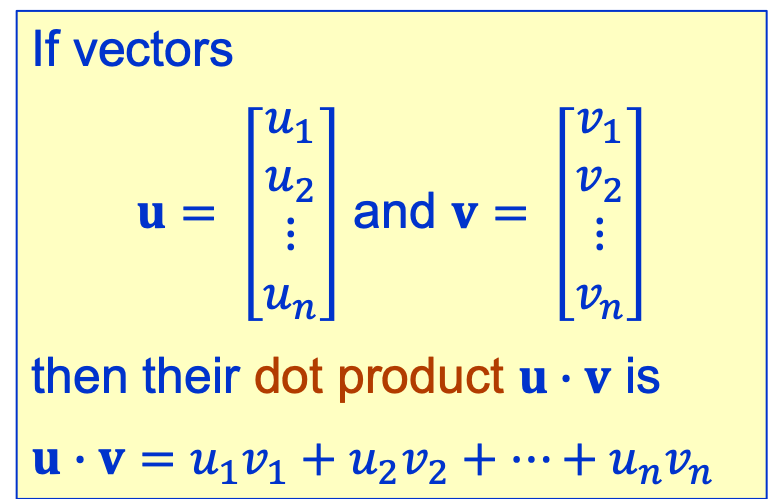 If vectors
𝐮 = [u₁ u₂ ⋮ uₙ] and 𝐯 = [v₁ v₂ ⋮ vₙ]
then their dot product 𝐮 · 𝐯 is
𝐮 · 𝐯 = u₁v₁ + u₂v₂ + ⋯ + uₙvₙ